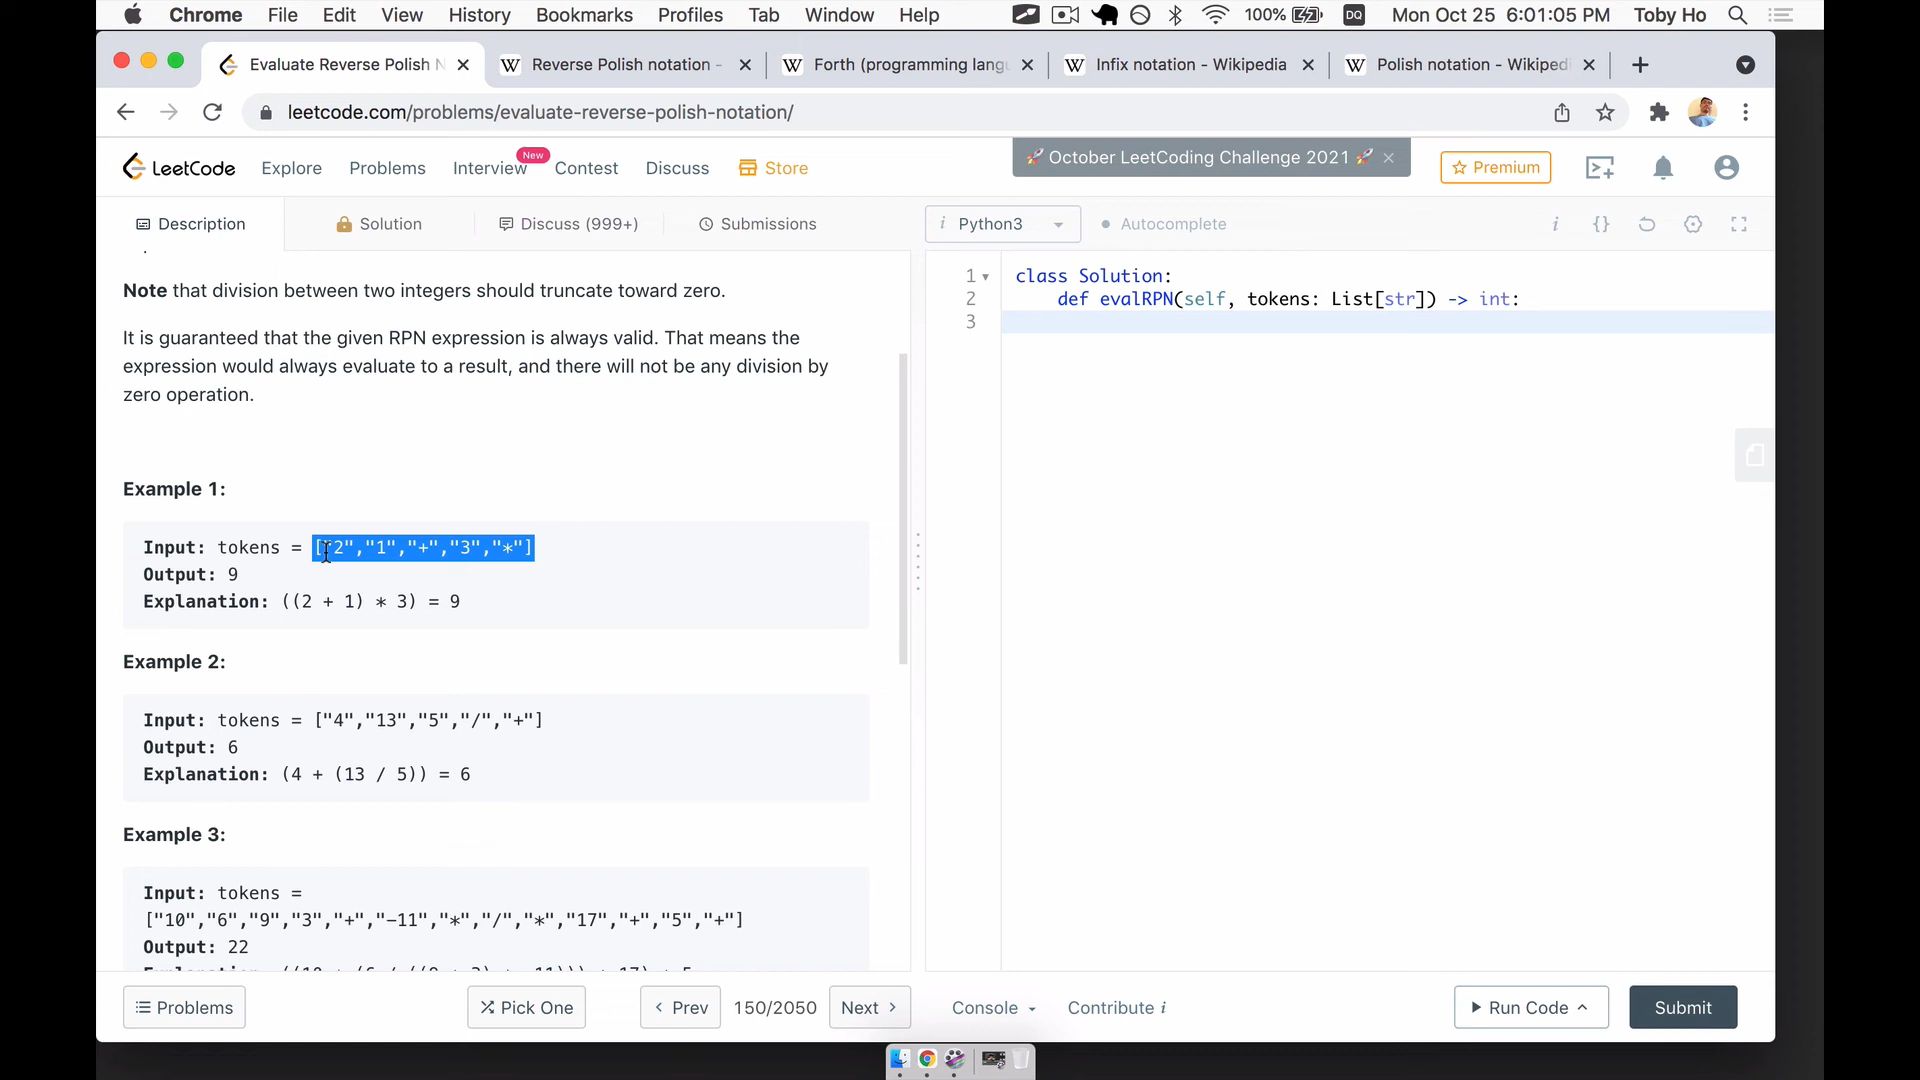 Chrome File Edit View History Bookmarks Profiles Tab Window Help 100% DQ Mon Oct 25 6:01:05 PM Toby Ho
Evaluate Reverse Polish N Reverse Polish notation - Forth (programming lang Infix notation - Wikipedia Polish notation - Wikiped
leetcode.com/problems/evaluate-reverse-polish-notation/
LeetCode Explore Problems Interview New Contest Discuss Store 🚀 October LeetCoding Challenge 2021 🚀 × Premium
Description Solution Discuss (999+) Submissions i Python3 Autocomplete i {}
Note that division between two integers should truncate toward zero.
It is guaranteed that the given RPN expression is always valid. That means the
expression would always evaluate to a result, and there will not be any division by
zero operation.
Example 1:
Input: tokens = ["2","1","+","3","*"]
Output: 9
Explanation: ((2 + 1) * 3) = 9
Example 2:
Input: tokens = ["4","13","5","/","+"]
Output: 6
Explanation: (4 + (13 / 5)) = 6
Example 3:
Input: tokens =
["10","6","9","3","+","-11","*","/","*","17","+","5","+"]
Output: 22
1 class Solution:
2 def evalRPN(self, tokens: List[str]) -> int:
3
Problems Pick One Prev 150/2050 Next Console Contribute i Run Code Submit